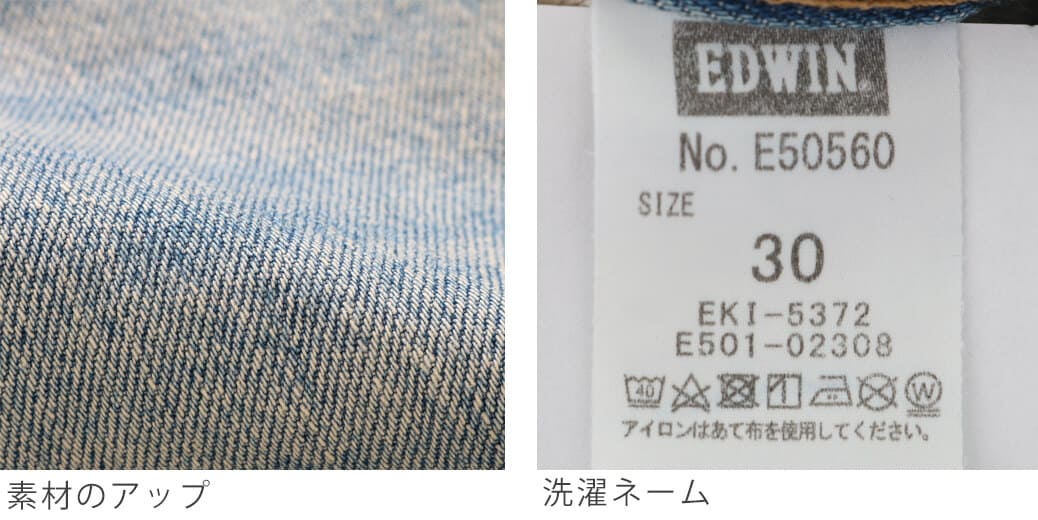 EDWIN
No. E50560
SIZE
30
EKI-5372
E501-02308
40
W
アイロンはあて布を使用してください。
素材のアップ
洗濯ネーム